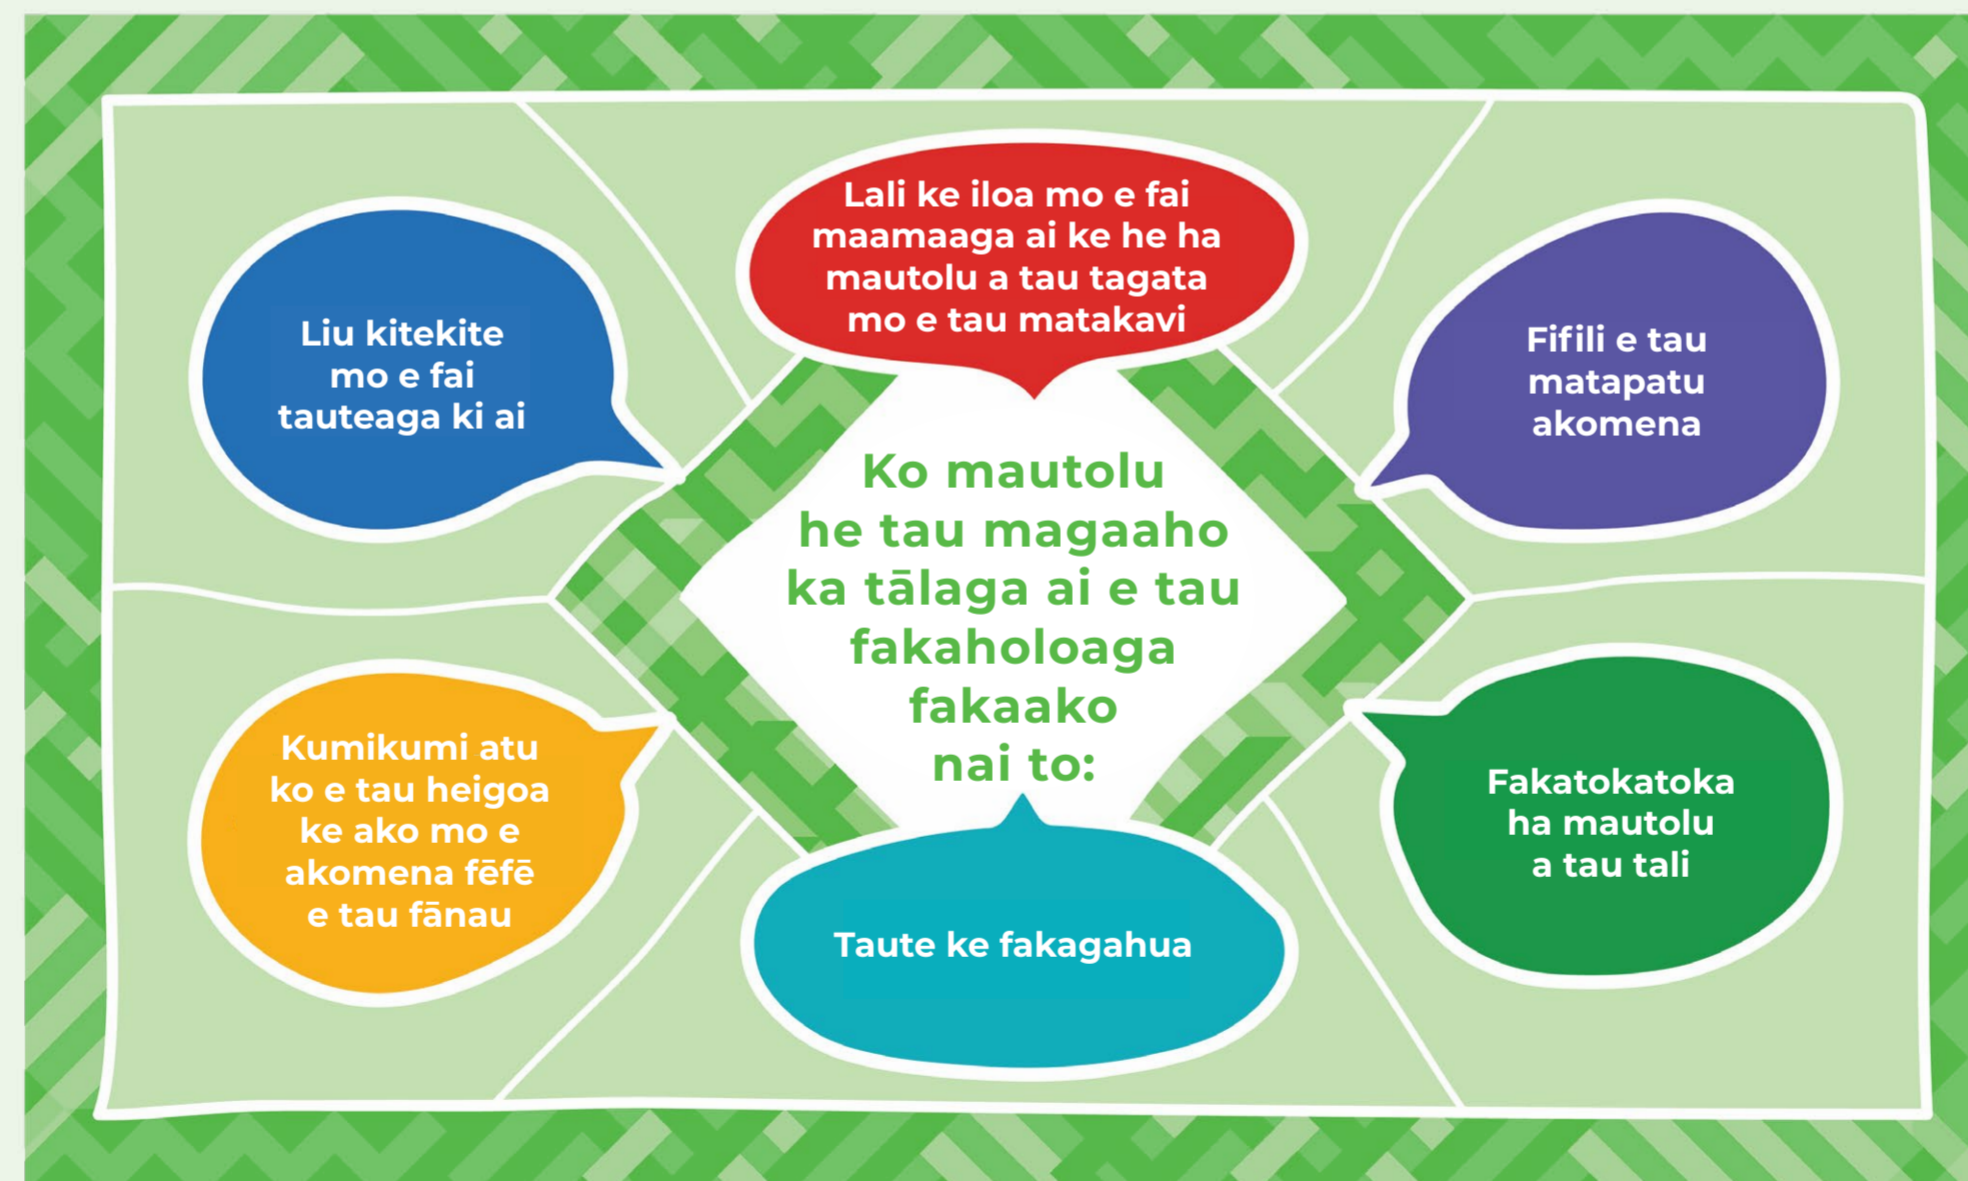 Lali ke iloa mo e fai
maamaaga ai ke he ha
mautolu a tau tagata
mo e tau matakavi
Liu kitekite
mo e fai
tauteaga ki ai
Fifili e tau
matapatu
akomena
Ko mautolu
he tau magaaho
ka tālaga ai e tau
fakaholoaga
fakaako
nai to:
Kumikumi atu
ko e tau heigoa
ke ako mo e
akomena fēfē
e tau fānau
Fakatokatoka
ha mautolu
a tau tali
Taute ke fakagahua